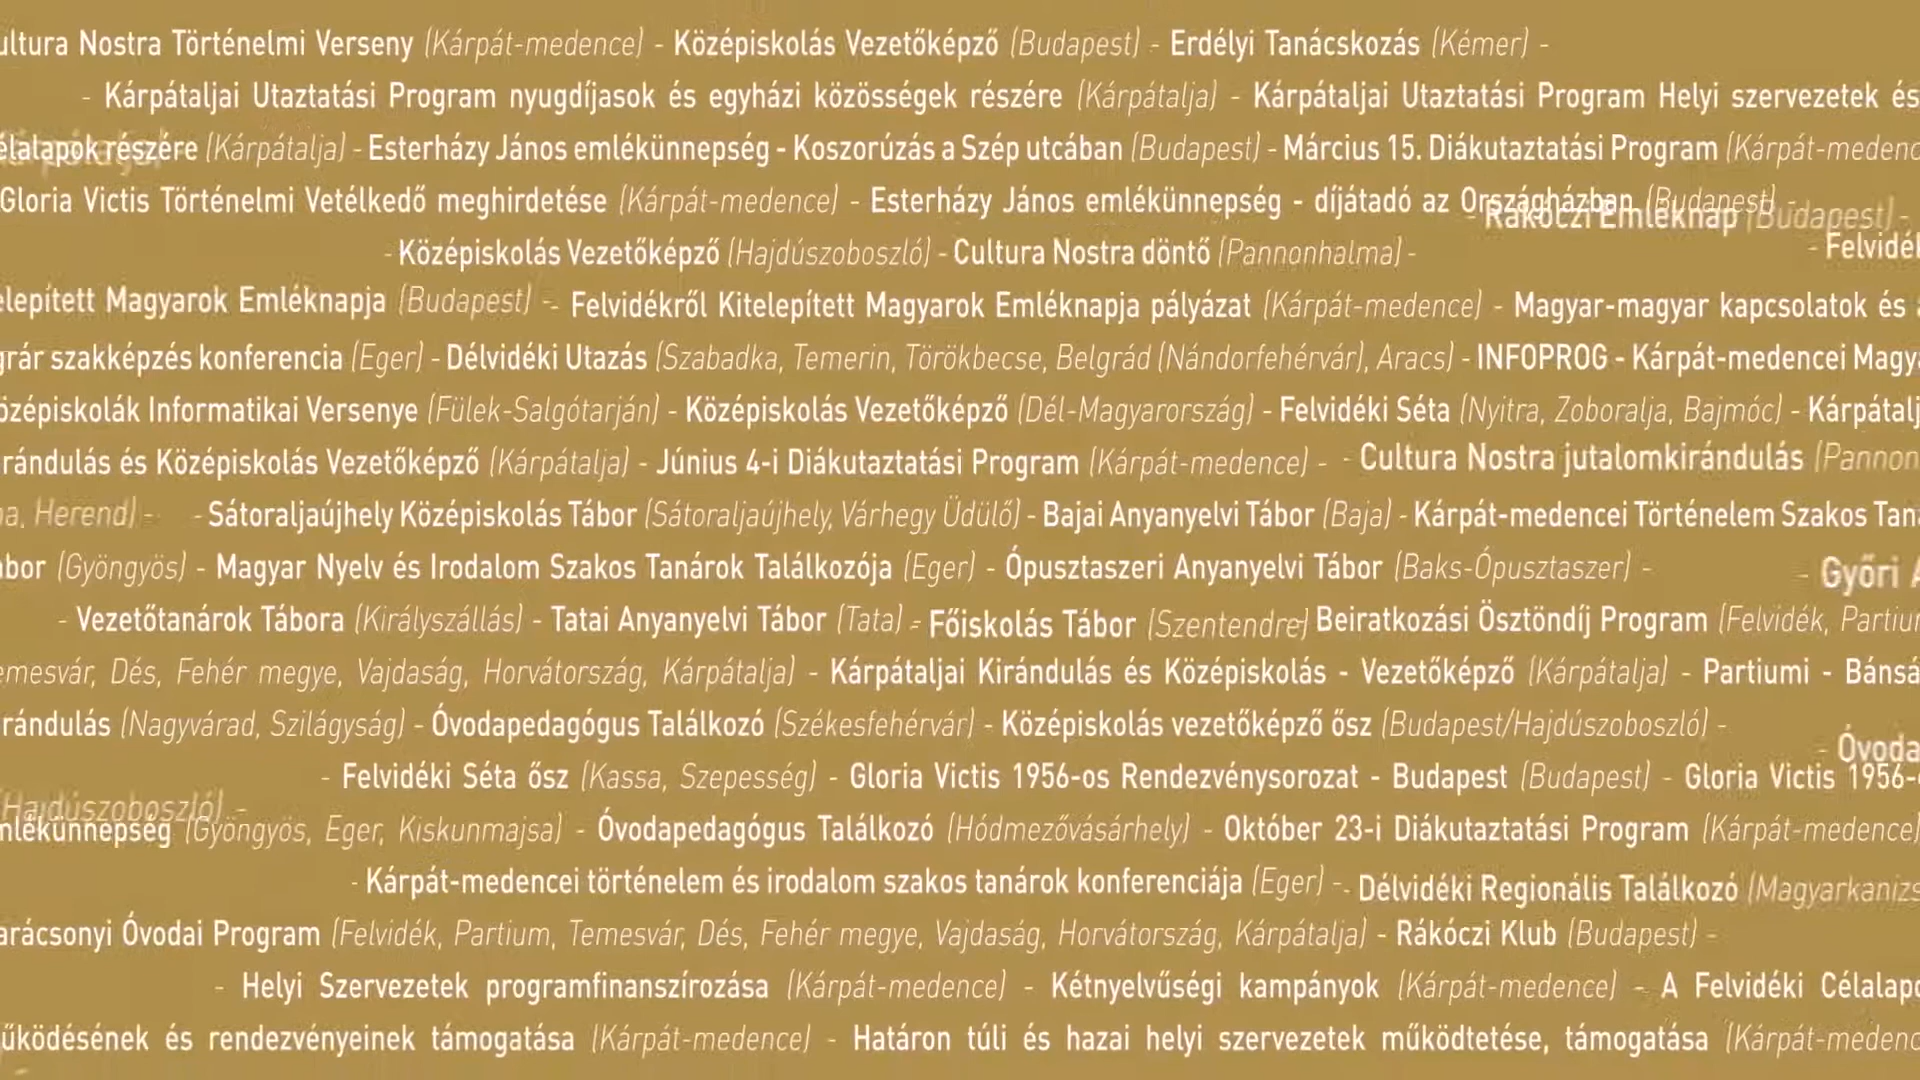 ultura Nostra Történelmi Verseny (Kárpát-medence) - Középiskolás Vezetőképző (Budapest) - Erdélyi Tanácskozás (Kémer) -
- Kárpátaljai Utaztatási Program nyugdíjasok és egyházi közösségek részére (Kárpátalja) - Kárpátaljai Utaztatási Program Helyi szervezetek és
élalapok részére (Kárpátalja) - Esterházy János emlékünnepség - Koszorúzás a Szép utcában (Budapest) - Március 15. Diákutaztatási Program (Kárpát-medenc
Gloria Victis Történelmi Vetélkedő meghirdetése (Kárpát-medence) - Esterházy János emlékünnepség - díjátadó az Országházban (Budapest) -
- Rákóczi Emléknap (Budapest) -
- Középiskolás Vezetőképző (Hajdúszoboszló) - Cultura Nostra döntő (Pannonhalma) - - Felvidék
elepített Magyarok Emléknapja (Budapest) - - Felvidékről Kitelepített Magyarok Emléknapja pályázat (Kárpát-medence) - Magyar-magyar kapcsolatok és
grár szakképzés konferencia (Eger) - Délvidéki Utazás (Szabadka, Temerin, Törökbecse, Belgrád (Nándorfehérvár), Aracs) - INFOPROG - Kárpát-medencei Magya
özépiskolák Informatikai Versenye (Fülek-Salgótarján) - Középiskolás Vezetőképző (Dél-Magyarország) - Felvidéki Séta (Nyitra, Zoboralja, Bajmóc) - Kárpátalj
rándulás és Középiskolás Vezetőképző (Kárpátalja) - Június 4-i Diákutaztatási Program (Kárpát-medence) - - Cultura Nostra jutalomkirándulás (Pannon
a, Herend) - - Sátoraljaújhely Középiskolás Tábor (Sátoraljaújhely, Várhegy Üdülő) - Bajai Anyanyelvi Tábor (Baja) - Kárpát-medencei Történelem Szakos Tan
ábor (Gyöngyös) - Magyar Nyelv és Irodalom Szakos Tanárok Találkozója (Eger) - Ópusztaszeri Anyanyelvi Tábor (Baks-Ópusztaszer) - - Győri A
- Vezetőtanárok Tábora (Királyszállás) - Tatai Anyanyelvi Tábor (Tata) - - Főiskolás Tábor (Szentendre) Beiratkozási Ösztöndíj Program (Felvidék, Partiu
emesvár, Dés, Fehér megye, Vajdaság, Horvátország, Kárpátalja) - Kárpátaljai Kirándulás és Középiskolás - Vezetőképző (Kárpátalja) - Partiumi - Bánsá
rándulás (Nagyvárad, Szilágyság) - Óvodapedagógus Találkozó (Székesfehérvár) - Középiskolás vezetőképző ősz (Budapest/Hajdúszoboszló) -
- Óvoda
- Felvidéki Séta ősz (Kassa, Szepesség) - Gloria Victis 1956-os Rendezvénysorozat - Budapest (Budapest) - Gloria Victis 1956-
(Hajdúszoboszló) -
mlékünnepség (Gyöngyös, Eger, Kiskunmajsa) - Óvodapedagógus Találkozó (Hódmezővásárhely) - Október 23-i Diákutaztatási Program (Kárpát-medence)
- Kárpát-medencei történelem és irodalom szakos tanárok konferenciája (Eger) - - Délvidéki Regionális Találkozó (Magyarkanizs
arácsonyi Óvodai Program (Felvidék, Partium, Temesvár, Dés, Fehér megye, Vajdaság, Horvátország, Kárpátalja) - Rákóczi Klub (Budapest) -
- Helyi Szervezetek programfinanszírozása (Kárpát-medence) - Kétnyelvűségi kampányok (Kárpát-medence) - A Felvidéki Célalapo
űködésének és rendezvényeinek támogatása (Kárpát-medence) - Határon túli és hazai helyi szervezetek működtetése, támogatása (Kárpát-medenc